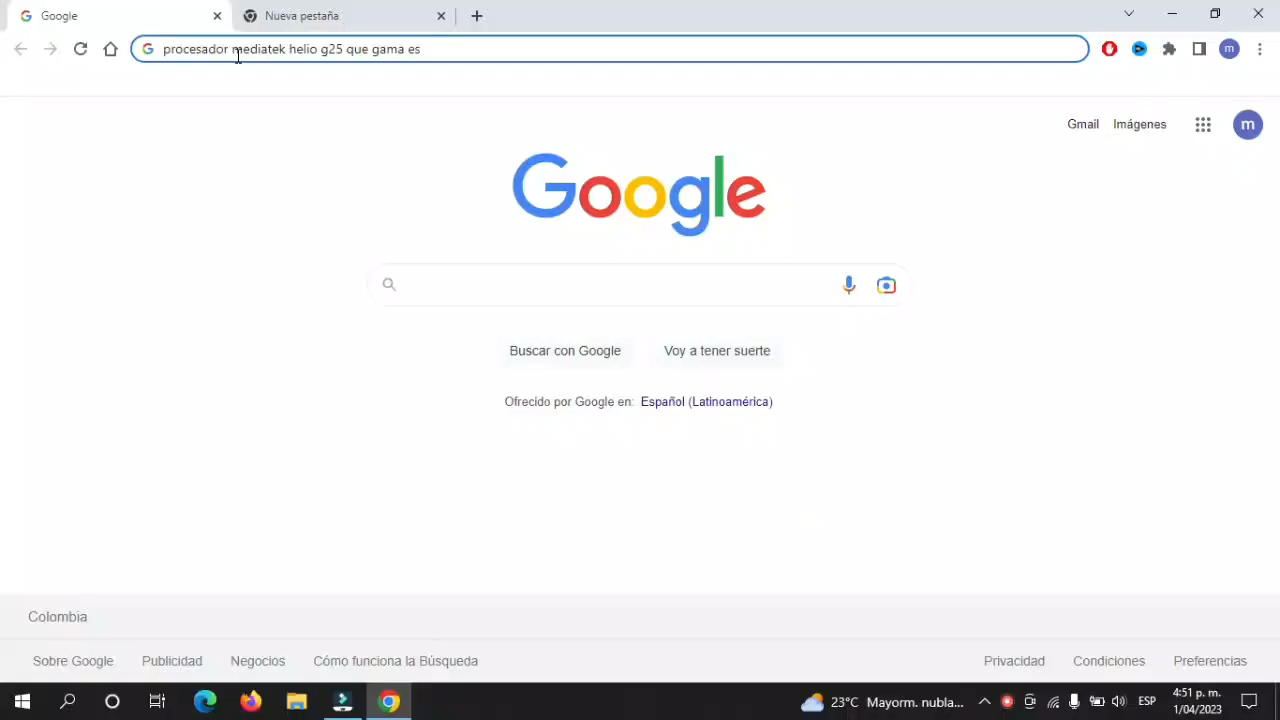 Google
Nueva pestaña
procesador mediatek helio g25 que gama es
m
Gmail
Imágenes
m
Google
Buscar con Google
Voy a tener suerte
Ofrecido por Google en: Español (Latinoamérica)
Colombia
Sobre Google
Publicidad
Negocios
Cómo funciona la Búsqueda
Privacidad
Condiciones
Preferencias
23°C Mayorm. nubla...
ESP
4:51 p. m.
1/04/2023